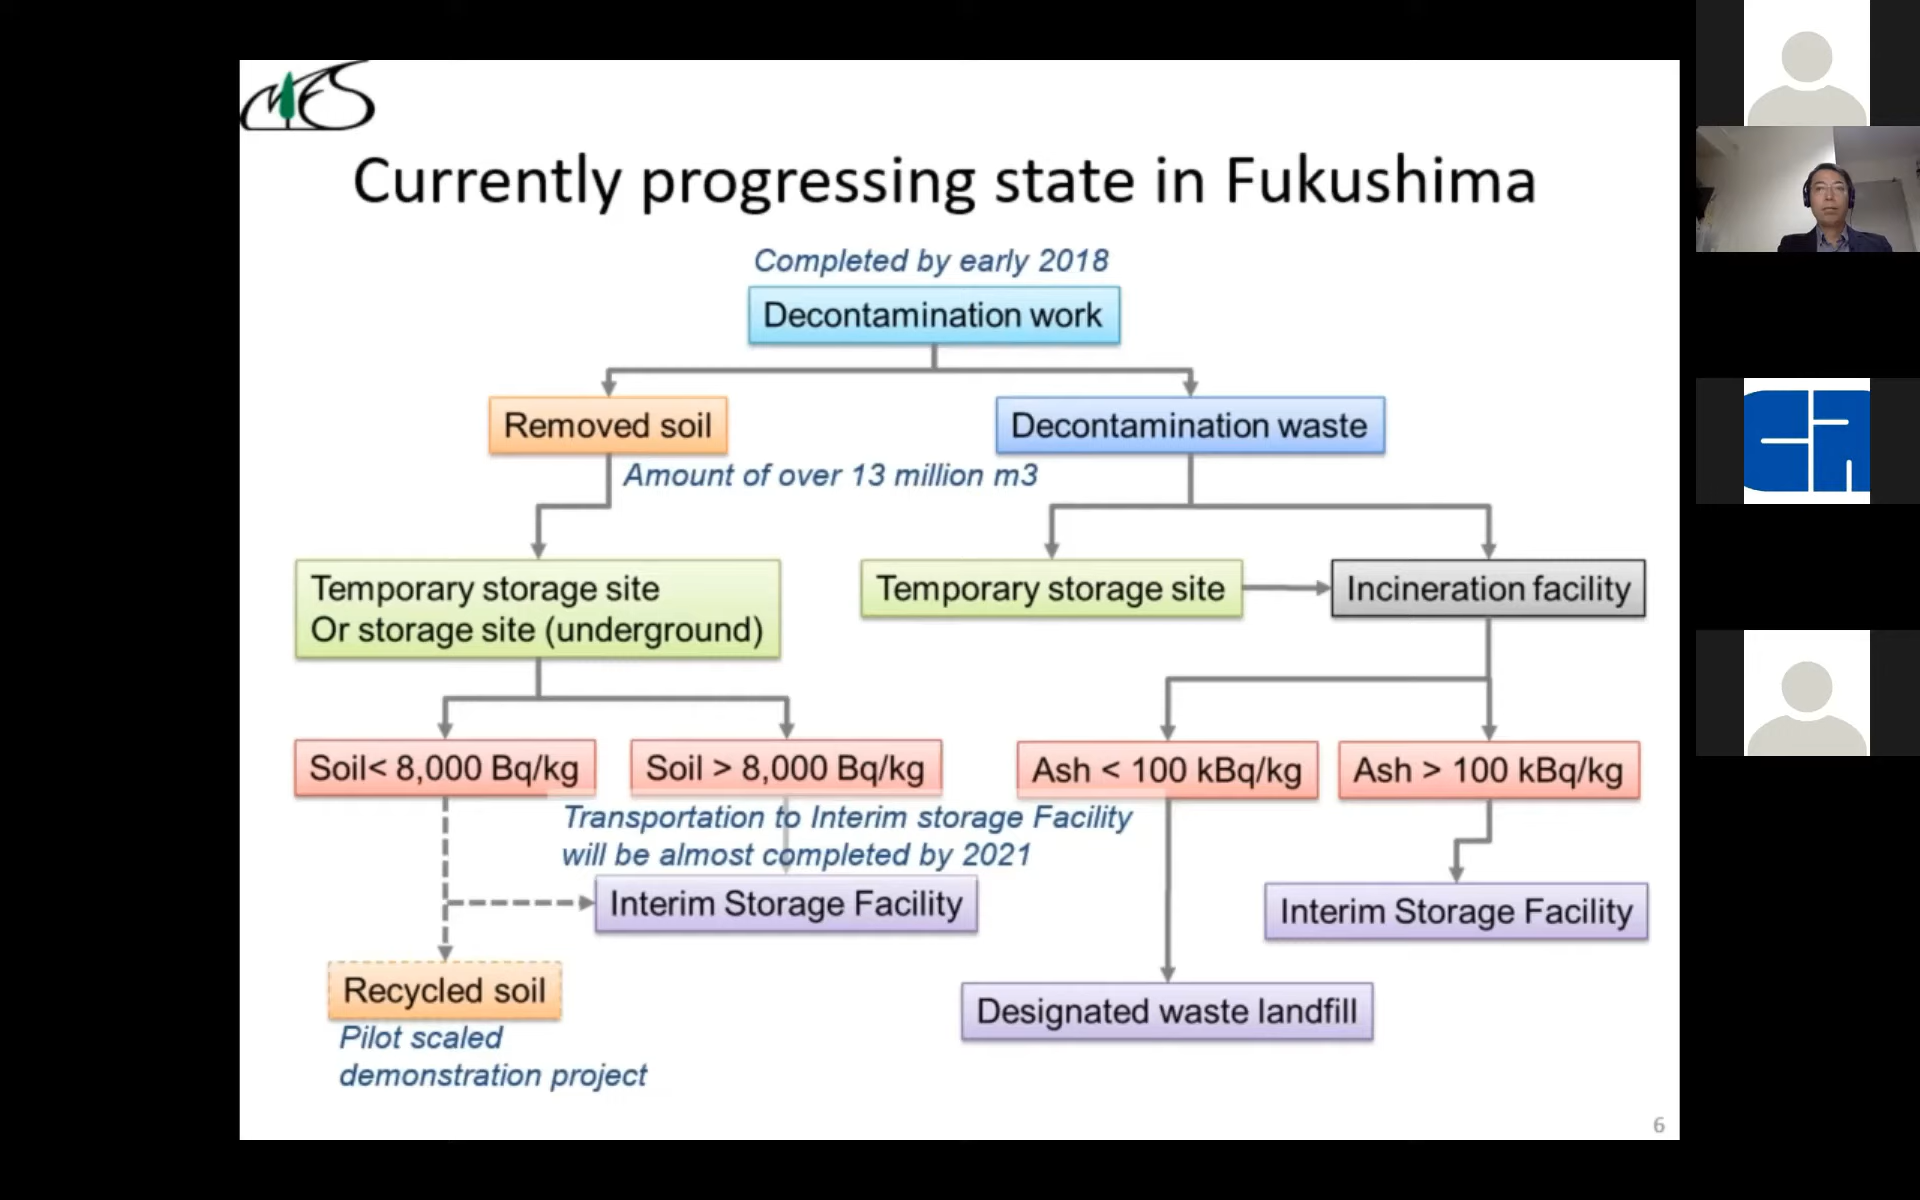 MES
Currently progressing state in Fukushima
Completed by early 2018
Decontamination work
Removed soil
Decontamination waste
Amount of over 13 million m3
Temporary storage site
Or storage site (underground)
Temporary storage site
Incineration facility
Soil< 8,000 Bq/kg
Soil > 8,000 Bq/kg
Ash < 100 kBq/kg
Ash > 100 kBq/kg
Transportation to Interim storage Facility
will be almost completed by 2021
Interim Storage Facility
Interim Storage Facility
Recycled soil
Designated waste landfill
Pilot scaled
demonstration project
6